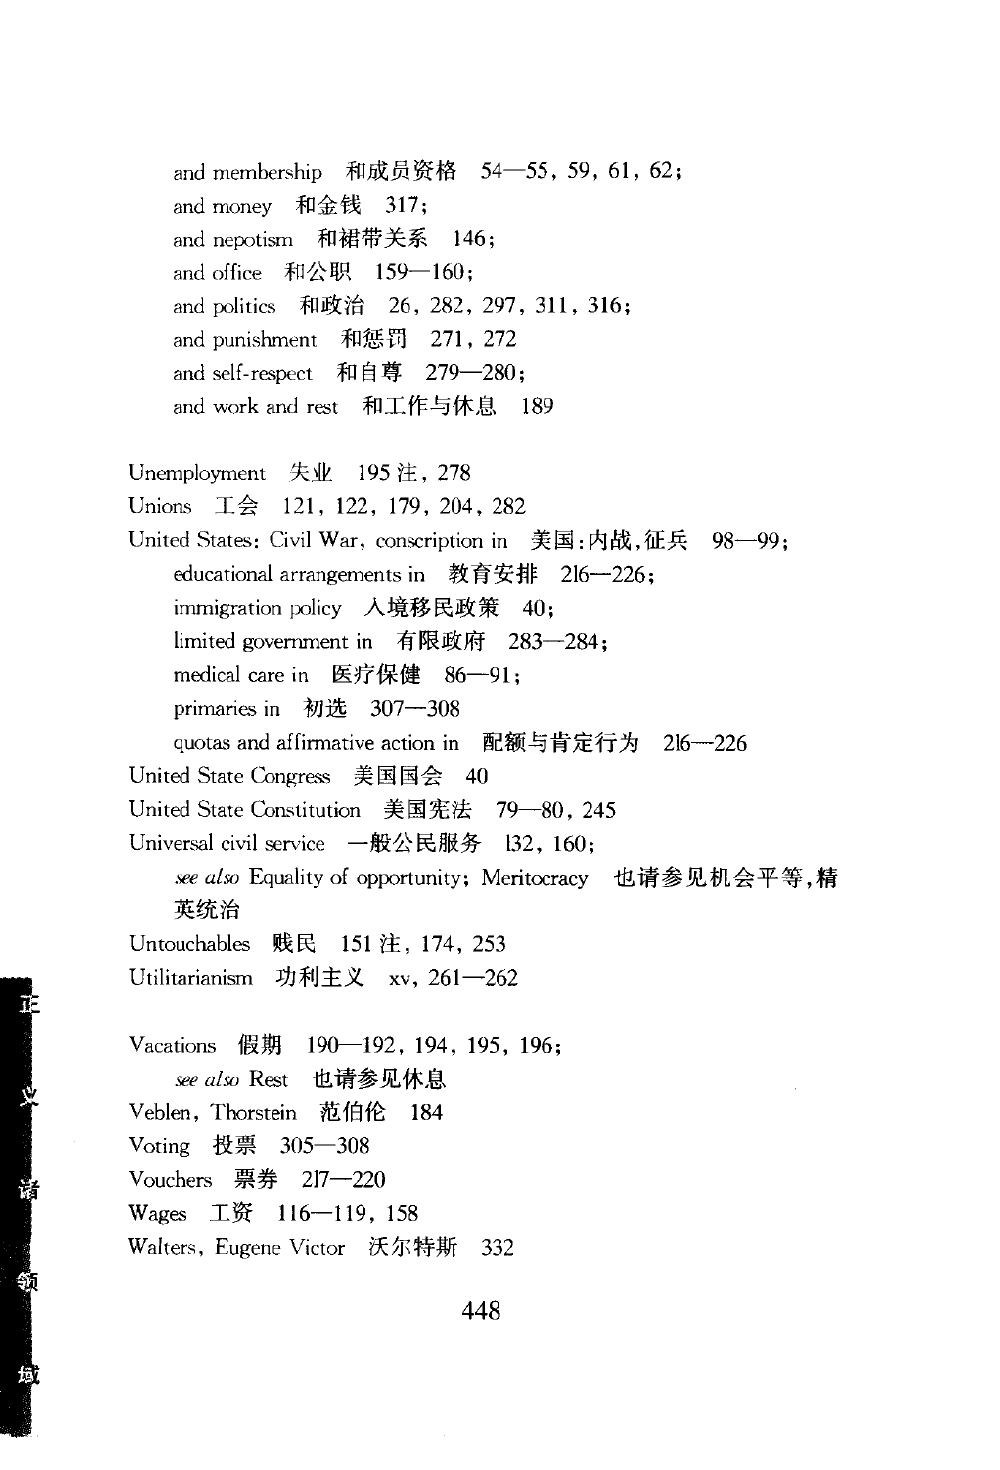 and membership 和成员资格 54—55, 59, 61, 62;
and money 和金钱 317;
and nepotism 和裙带关系 146;
and office 和公职 159—160;
and politics 和政治 26, 282, 297, 311, 316;
and punishment 和惩罚 271, 272
and self-respect 和自尊 279—280;
and work and rest 和工作与休息 189
Unemployment 失业 195注, 278
Unions 工会 121, 122, 179, 204, 282
United States: Civil War, conscription in 美国:内战,征兵 98—99;
educational arrangements in 教育安排 216—226;
immigration policy 入境移民政策 40;
limited government in 有限政府 283—284;
medical care in 医疗保健 86—91;
primaries in 初选 307—308
quotas and affirmative action in 配额与肯定行为 216—226
United State Congress 美国国会 40
United State Constitution 美国宪法 79—80, 245
Universal civil service 一般公民服务 132, 160;
see also Equality of opportunity; Meritocracy 也请参见机会平等,精
英统治
Untouchables 贱民 151注, 174, 253
Utilitarianism 功利主义 xv, 261—262
Vacations 假期 190—192, 194, 195, 196;
see also Rest 也请参见休息
Veblen, Thorstein 范伯伦 184
Voting 投票 305—308
Vouchers 票券 217—220
Wages 工资 116—119, 158
Walters, Eugene Victor 沃尔特斯 332
448
正义诸领域